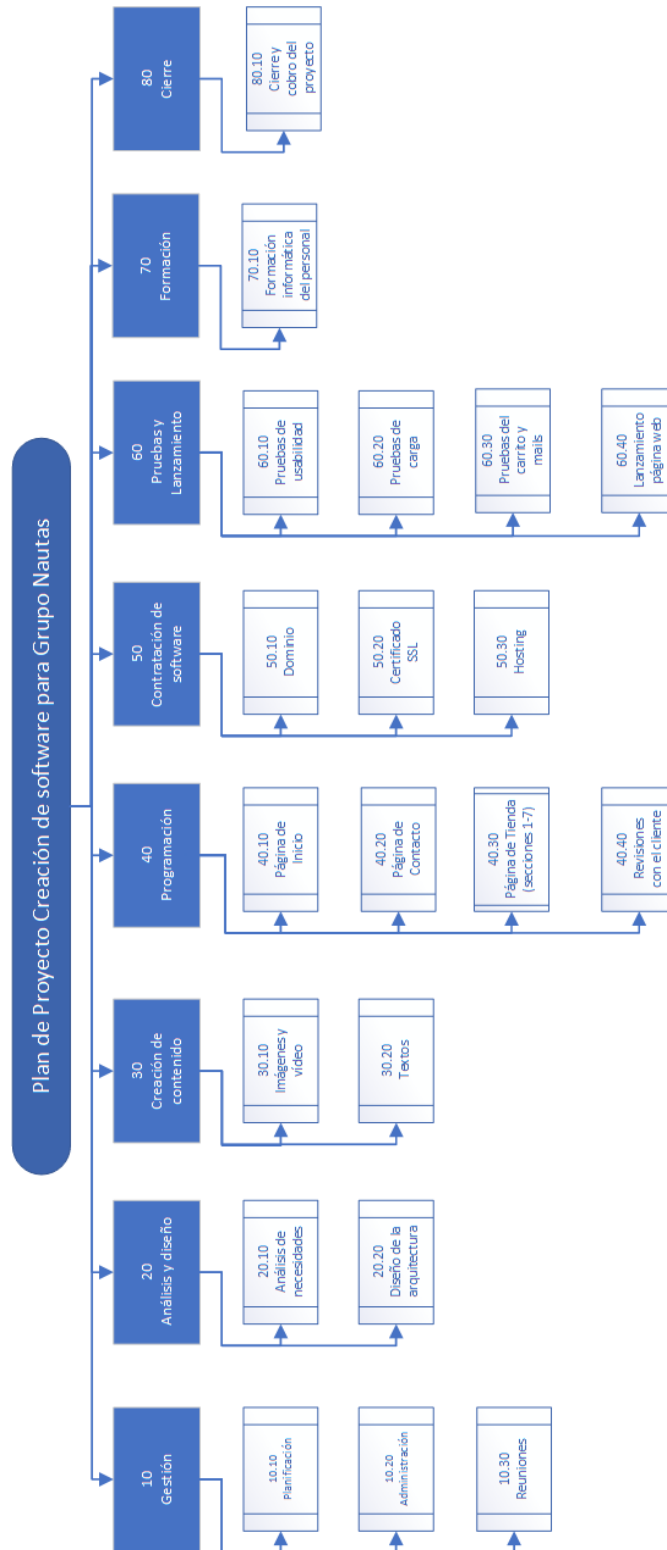 Plan de Proyecto Creación de software para Grupo Nautas
10
Gestión
20
Análisis y diseño
30
Creación de
contenido
40
Programación
50
Contratación de
software
60
Pruebas y
Lanzamiento
70
Formación
80
Cierre
10.10
Planificación
20.10
Análisis de
necesidades
30.10
Imágenes y
vídeo
40.10
Página de
Inicio
50.10
Dominio
60.10
Pruebas de
usabilidad
70.10
Formación
informática
del personal
80.10
Cierre y
cobro del
proyecto
10.20
Administración
20.20
Diseño de la
arquitectura
30.20
Textos
40.20
Página de
Contacto
50.20
Certificado
SSL
60.20
Pruebas de
carga
10.30
Reuniones
40.30
Página de Tienda
(secciones 1-7)
50.30
Hosting
60.30
Pruebas del
carrito y
mails
40.40
Revisiones
con el cliente
60.40
Lanzamiento
página web